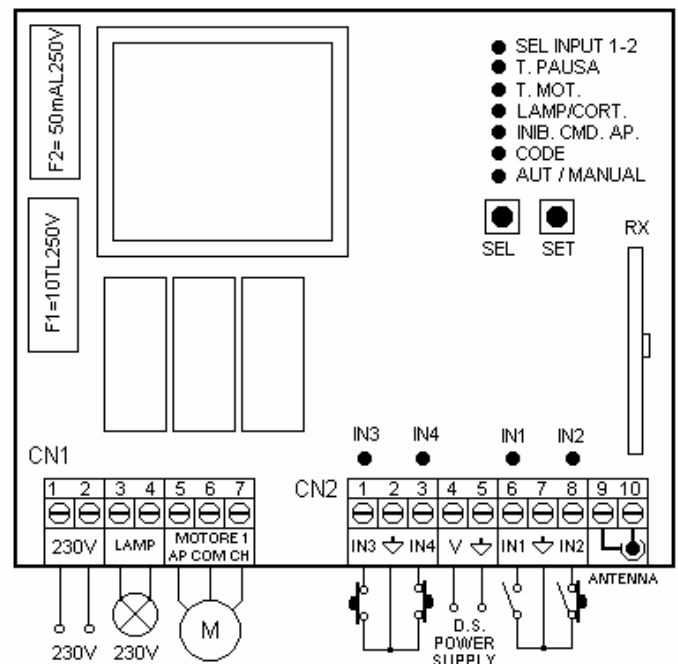 F2= 50mAL250V
F1=10TL250V
SEL INPUT 1-2
T. PAUSA
T. MOT.
LAMP/CORT.
INIB. CMD. AP.
CODE
AUT / MANUAL
SEL SET
RX
IN3 IN4 IN1 IN2
CN1
1 2 3 4 5 6 7
230V LAMP MOTORE 1
AP COM CH
CN2
1 2 3 4 5 6 7 8 9 10
IN3 IN4 V IN1 IN2
ANTENNA
M
230V 230V
D.S.
POWER
SUPPLY